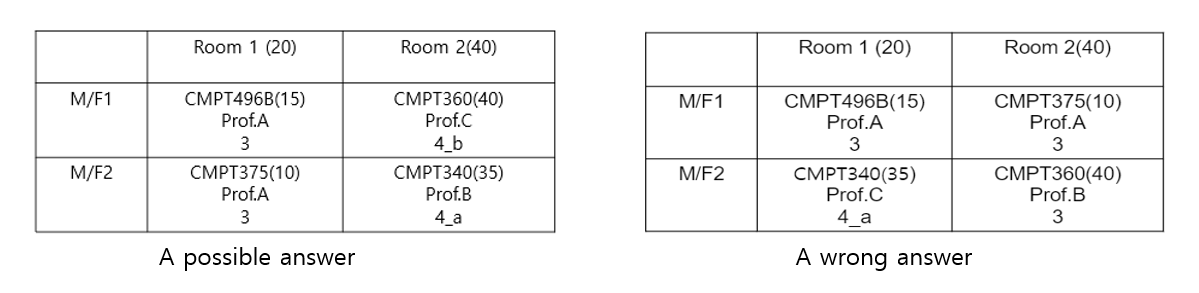 Room 1 (20)
Room 2(40)
M/F1
CMPT496B(15)
Prof.A
3
CMPT360(40)
Prof.C
4_b
M/F2
CMPT375(10)
Prof.A
3
CMPT340(35)
Prof.B
4_a
A possible answer
Room 1 (20)
Room 2(40)
M/F1
CMPT496B(15)
Prof.A
3
CMPT375(10)
Prof.A
3
M/F2
CMPT340(35)
Prof.C
4_a
CMPT360(40)
Prof.B
3
A wrong answer